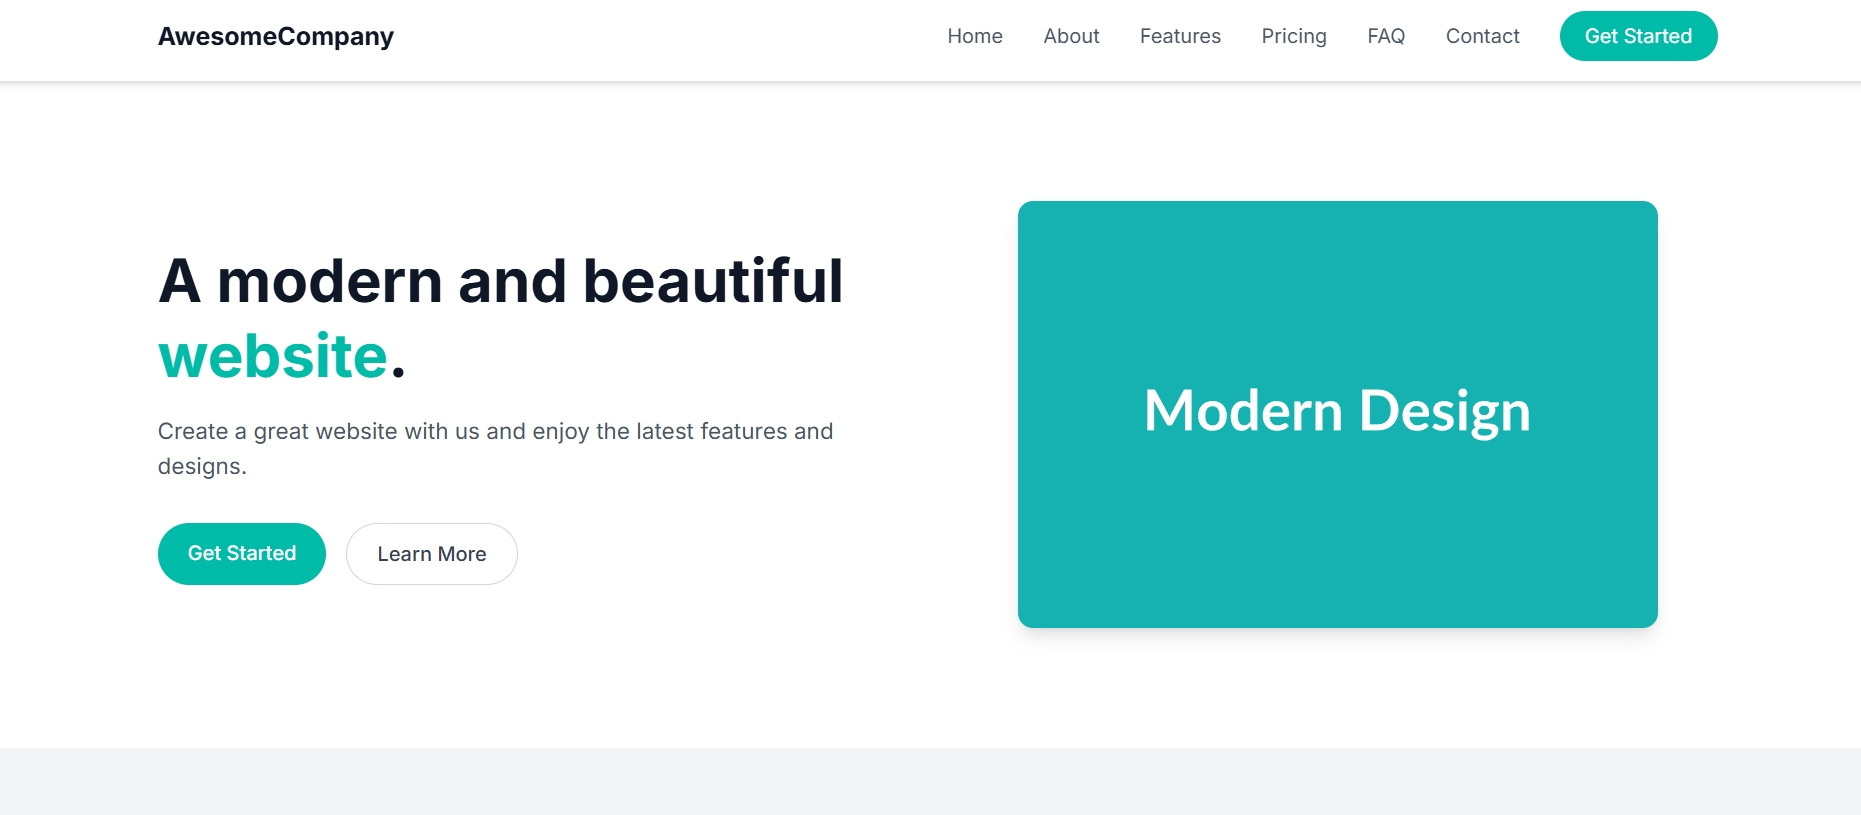 AwesomeCompany
Home About Features Pricing FAQ Contact Get Started
A modern and beautiful
website.
Create a great website with us and enjoy the latest features and
designs.
Get Started Learn More
Modern Design